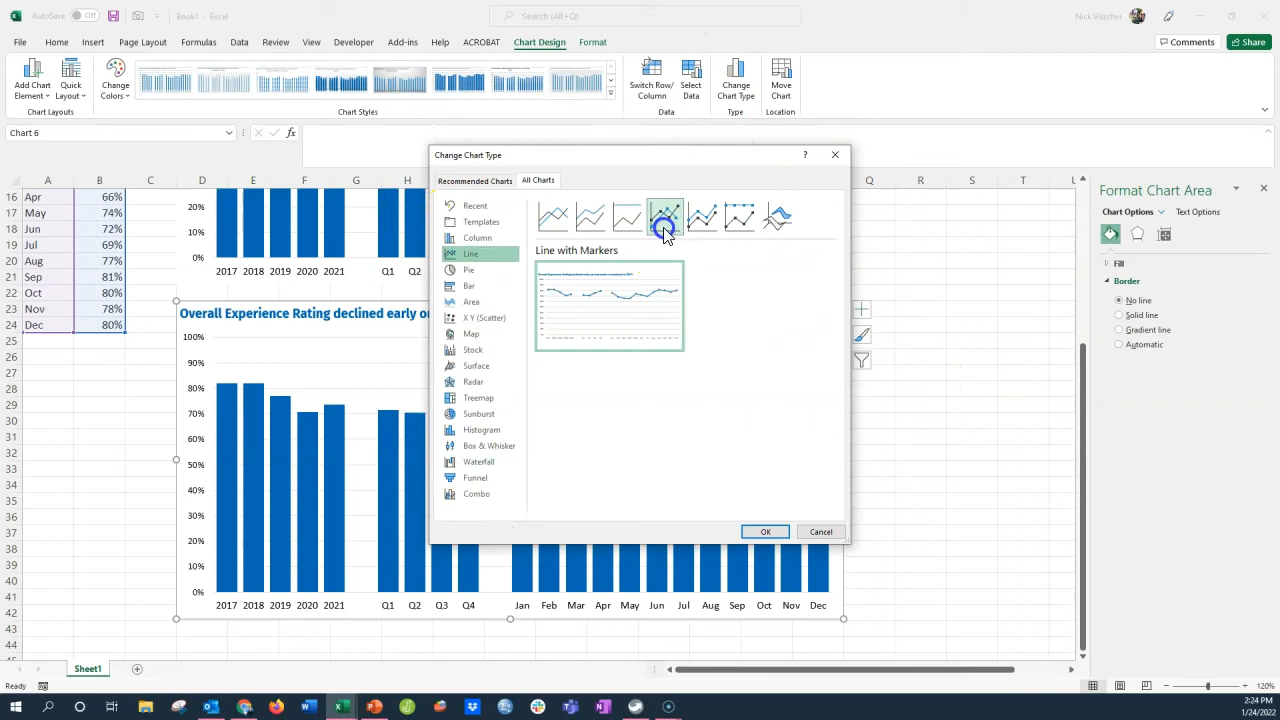 AutoSave Off Book1 - Excel Search (Alt+Q) Nick Visscher
File Home Insert Page Layout Formulas Data Review View Developer Add-ins Help ACROBAT Chart Design Format Comments Share
Add Chart Element Quick Layout Change Colors Switch Row/ Column Select Data Change Chart Type Move Chart
Chart Layouts Chart Styles Data Type Location
Chart 6 fx
Change Chart Type ? 
Recommended Charts All Charts
Recent
Templates
Column
Line
Pie
Bar
Area
X Y (Scatter)
Map
Stock
Surface
Radar
Treemap
Sunburst
Histogram
Box & Whisker
Waterfall
Funnel
Combo
Line with Markers
OK Cancel
A B C D E F G H Q R S T U
16 Apr 66%
17 May 74%
18 Jun 72%
19 Jul 69%
20 Aug 77%
21 Sep 81%
22 Oct 80%
23 Nov 78%
24 Dec 80%
25
26
27
28
29
30
31
32
33
34
35
36
37
38
39
40
41
42
43
44
20%
0%
2017 2018 2019 2020 2021 Q1 Q2
Overall Experience Rating declined early or
100%
90%
80%
70%
60%
50%
40%
30%
20%
10%
0%
2017 2018 2019 2020 2021 Q1 Q2 Q3 Q4 Jan Feb Mar Apr May Jun Jul Aug Sep Oct Nov Dec
Format Chart Area
Chart Options Text Options
Fill
Border
No line
Solid line
Gradient line
Automatic
Sheet1
Ready 120%
2:24 PM
1/24/2022